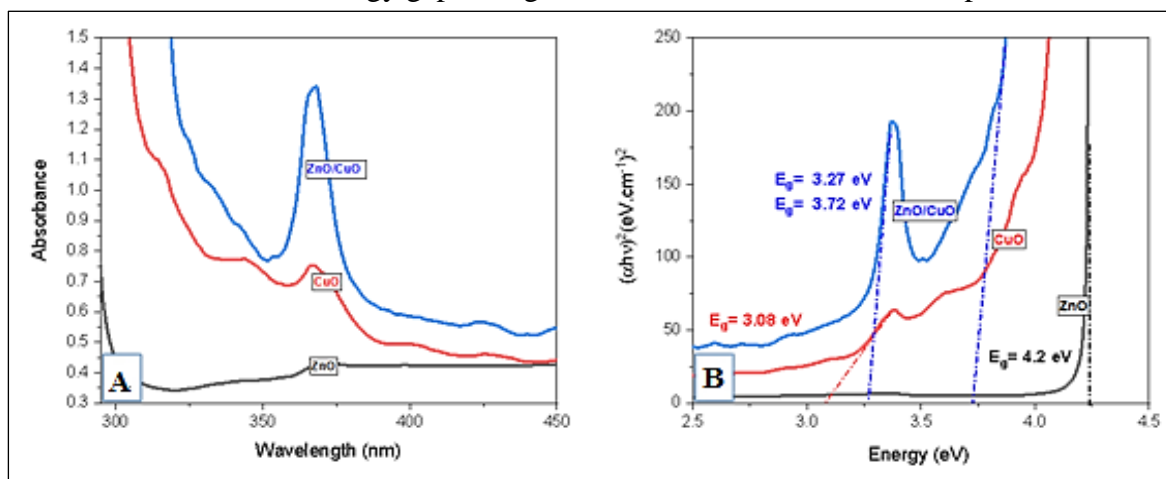 1.5
1.4
1.3
1.2
1.1
1.0
0.9
0.8
0.7
0.6
0.5
0.4
0.3
Absorbance
300
350
400
450
Wavelength (nm)
ZnO/CuO
CuO
ZnO
A
250
200
150
100
50
0
(αhν)² (eV.cm⁻¹)²
2.5
3.0
3.5
4.0
4.5
Energy (eV)
E_g= 3.27 eV
E_g= 3.72 eV
ZnO/CuO
CuO
ZnO
E_g= 3.08 eV
E_g= 4.2 eV
B